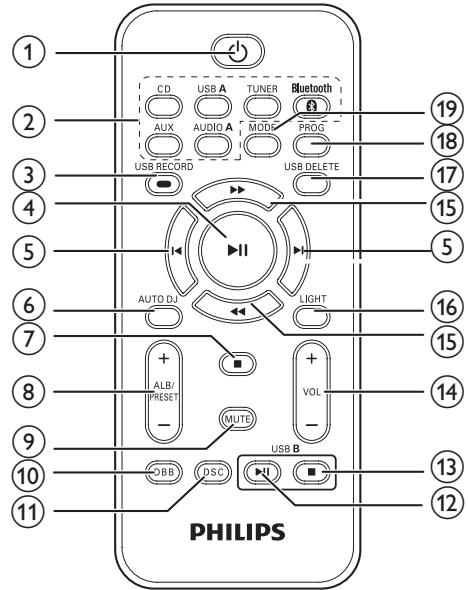 1
CD USB A TUNER Bluetooth
2 19
AUX AUDIO A MODE PROG
18
3 USB RECORD USB DELETE 17
4 15
5 5
6 AUTO DJ LIGHT 16
15
7
8 + ALB/ PRESET − + VOL − 14
9 MUTE
USB B
10 DBB DSC 13
11 12
PHILIPS